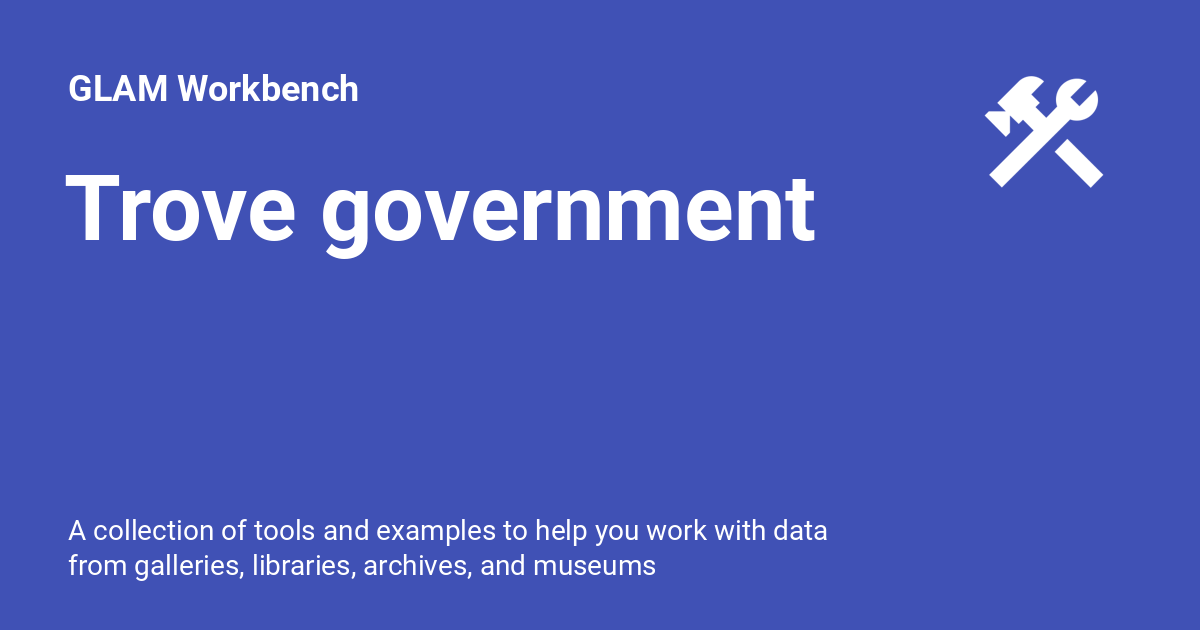 GLAM Workbench
Trove government
A collection of tools and examples to help you work with data
from galleries, libraries, archives, and museums